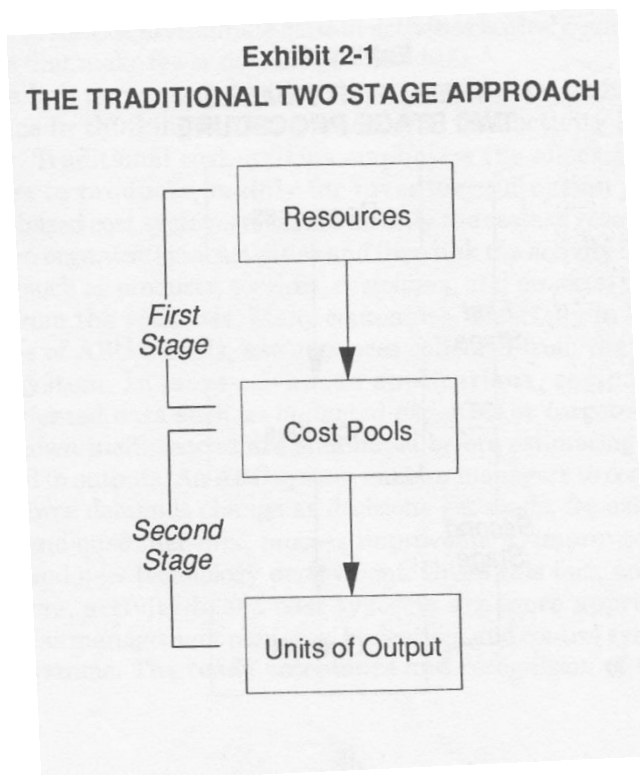 Exhibit 2-1
THE TRADITIONAL TWO STAGE APPROACH
Resources
First
Stage
Cost Pools
Second
Stage
Units of Output